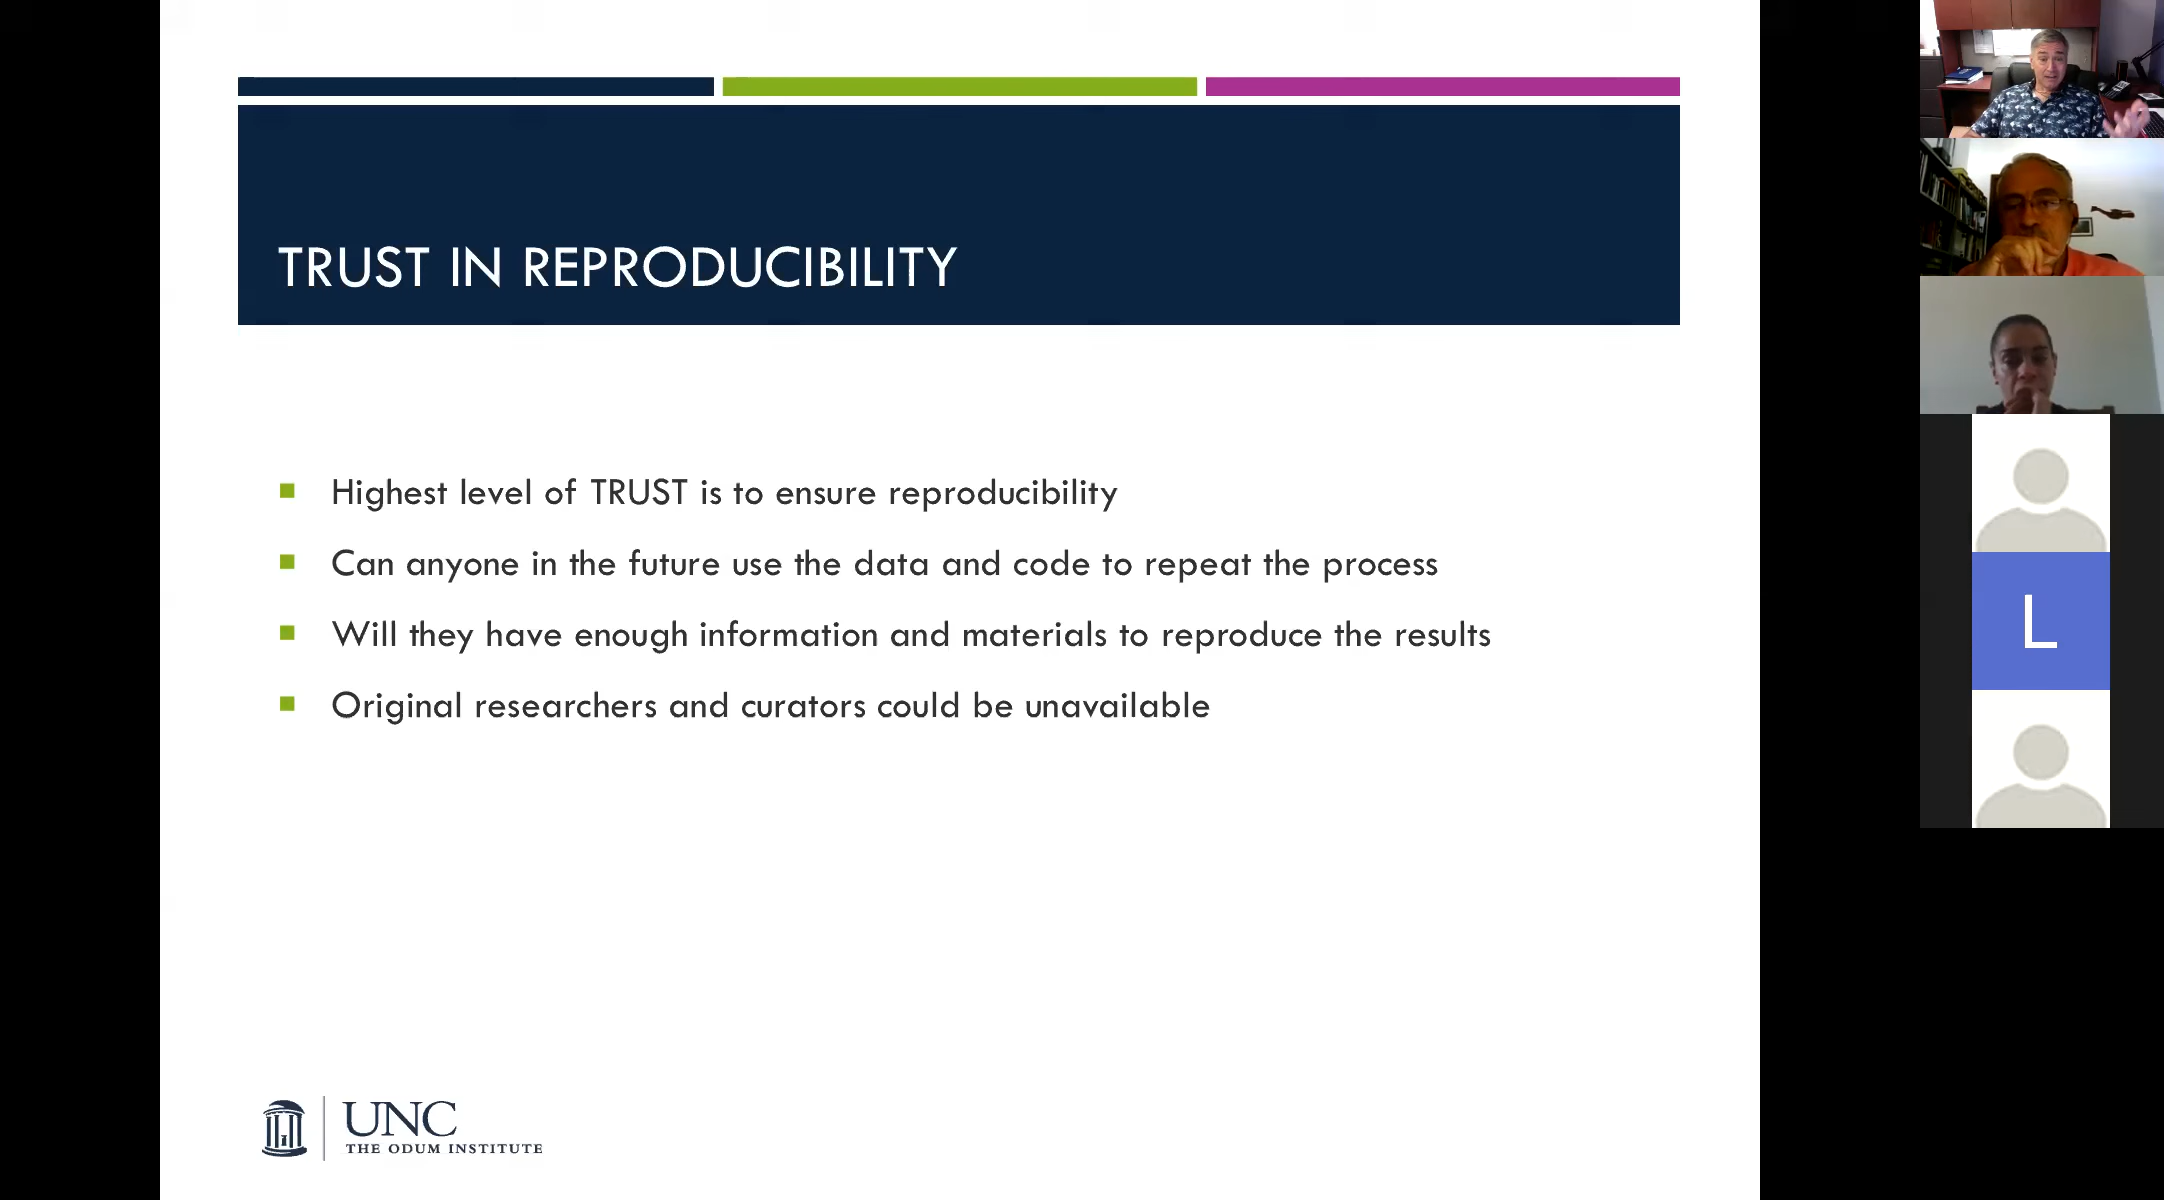 TRUST IN REPRODUCIBILITY
Highest level of TRUST is to ensure reproducibility
Can anyone in the future use the data and code to repeat the process
Will they have enough information and materials to reproduce the results
Original researchers and curators could be unavailable
UNC
THE ODUM INSTITUTE
L